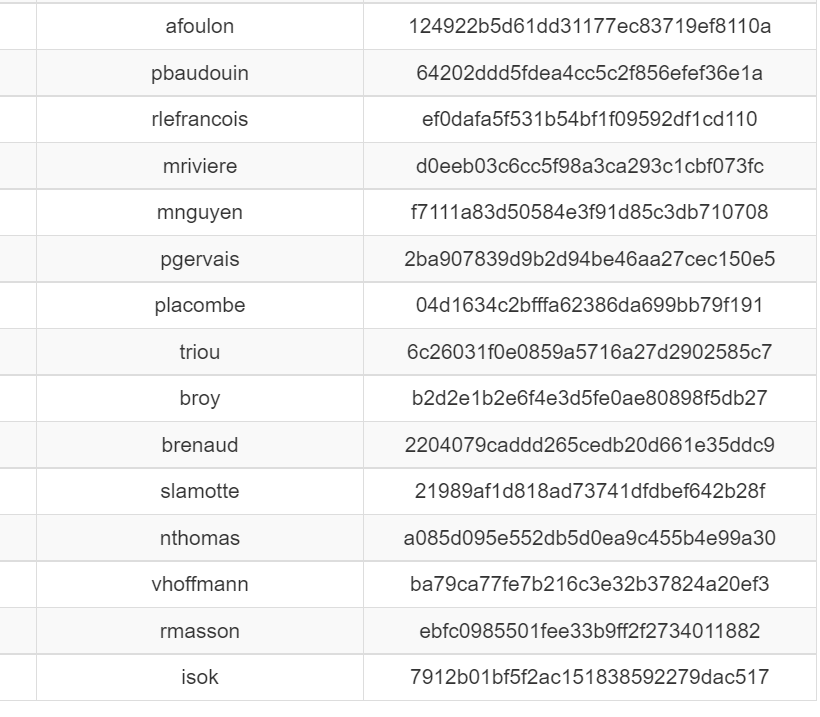 afoulon 124922b5d61dd31177ec83719ef8110a
pbaudouin 64202ddd5fdea4cc5c2f856efef36e1a
rlefrancois ef0dafa5f531b54bf1f09592df1cd110
mriviere d0eeb03c6cc5f98a3ca293c1cbf073fc
mnguyen f7111a83d50584e3f91d85c3db710708
pgervais 2ba907839d9b2d94be46aa27cec150e5
placombe 04d1634c2bfffa62386da699bb79f191
triou 6c26031f0e0859a5716a27d2902585c7
broy b2d2e1b2e6f4e3d5fe0ae80898f5db27
brenaud 2204079caddd265cedb20d661e35ddc9
slamotte 21989af1d818ad73741dfdbef642b28f
nthomas a085d095e552db5d0ea9c455b4e99a30
vhoffmann ba79ca77fe7b216c3e32b37824a20ef3
rmasson ebfc0985501fee33b9ff2f2734011882
isok 7912b01bf5f2ac151838592279dac517